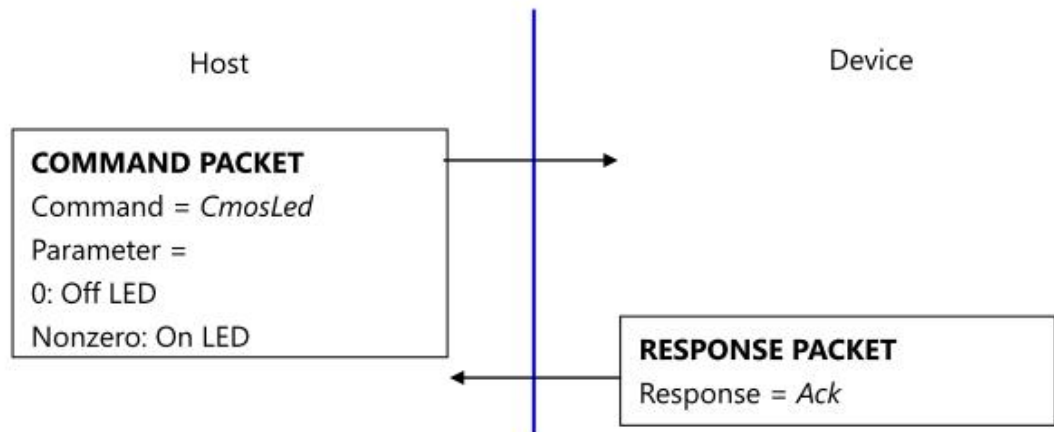 Host
Device
COMMAND PACKET
Command = CmosLed
Parameter =
0: Off LED
Nonzero: On LED
RESPONSE PACKET
Response = Ack